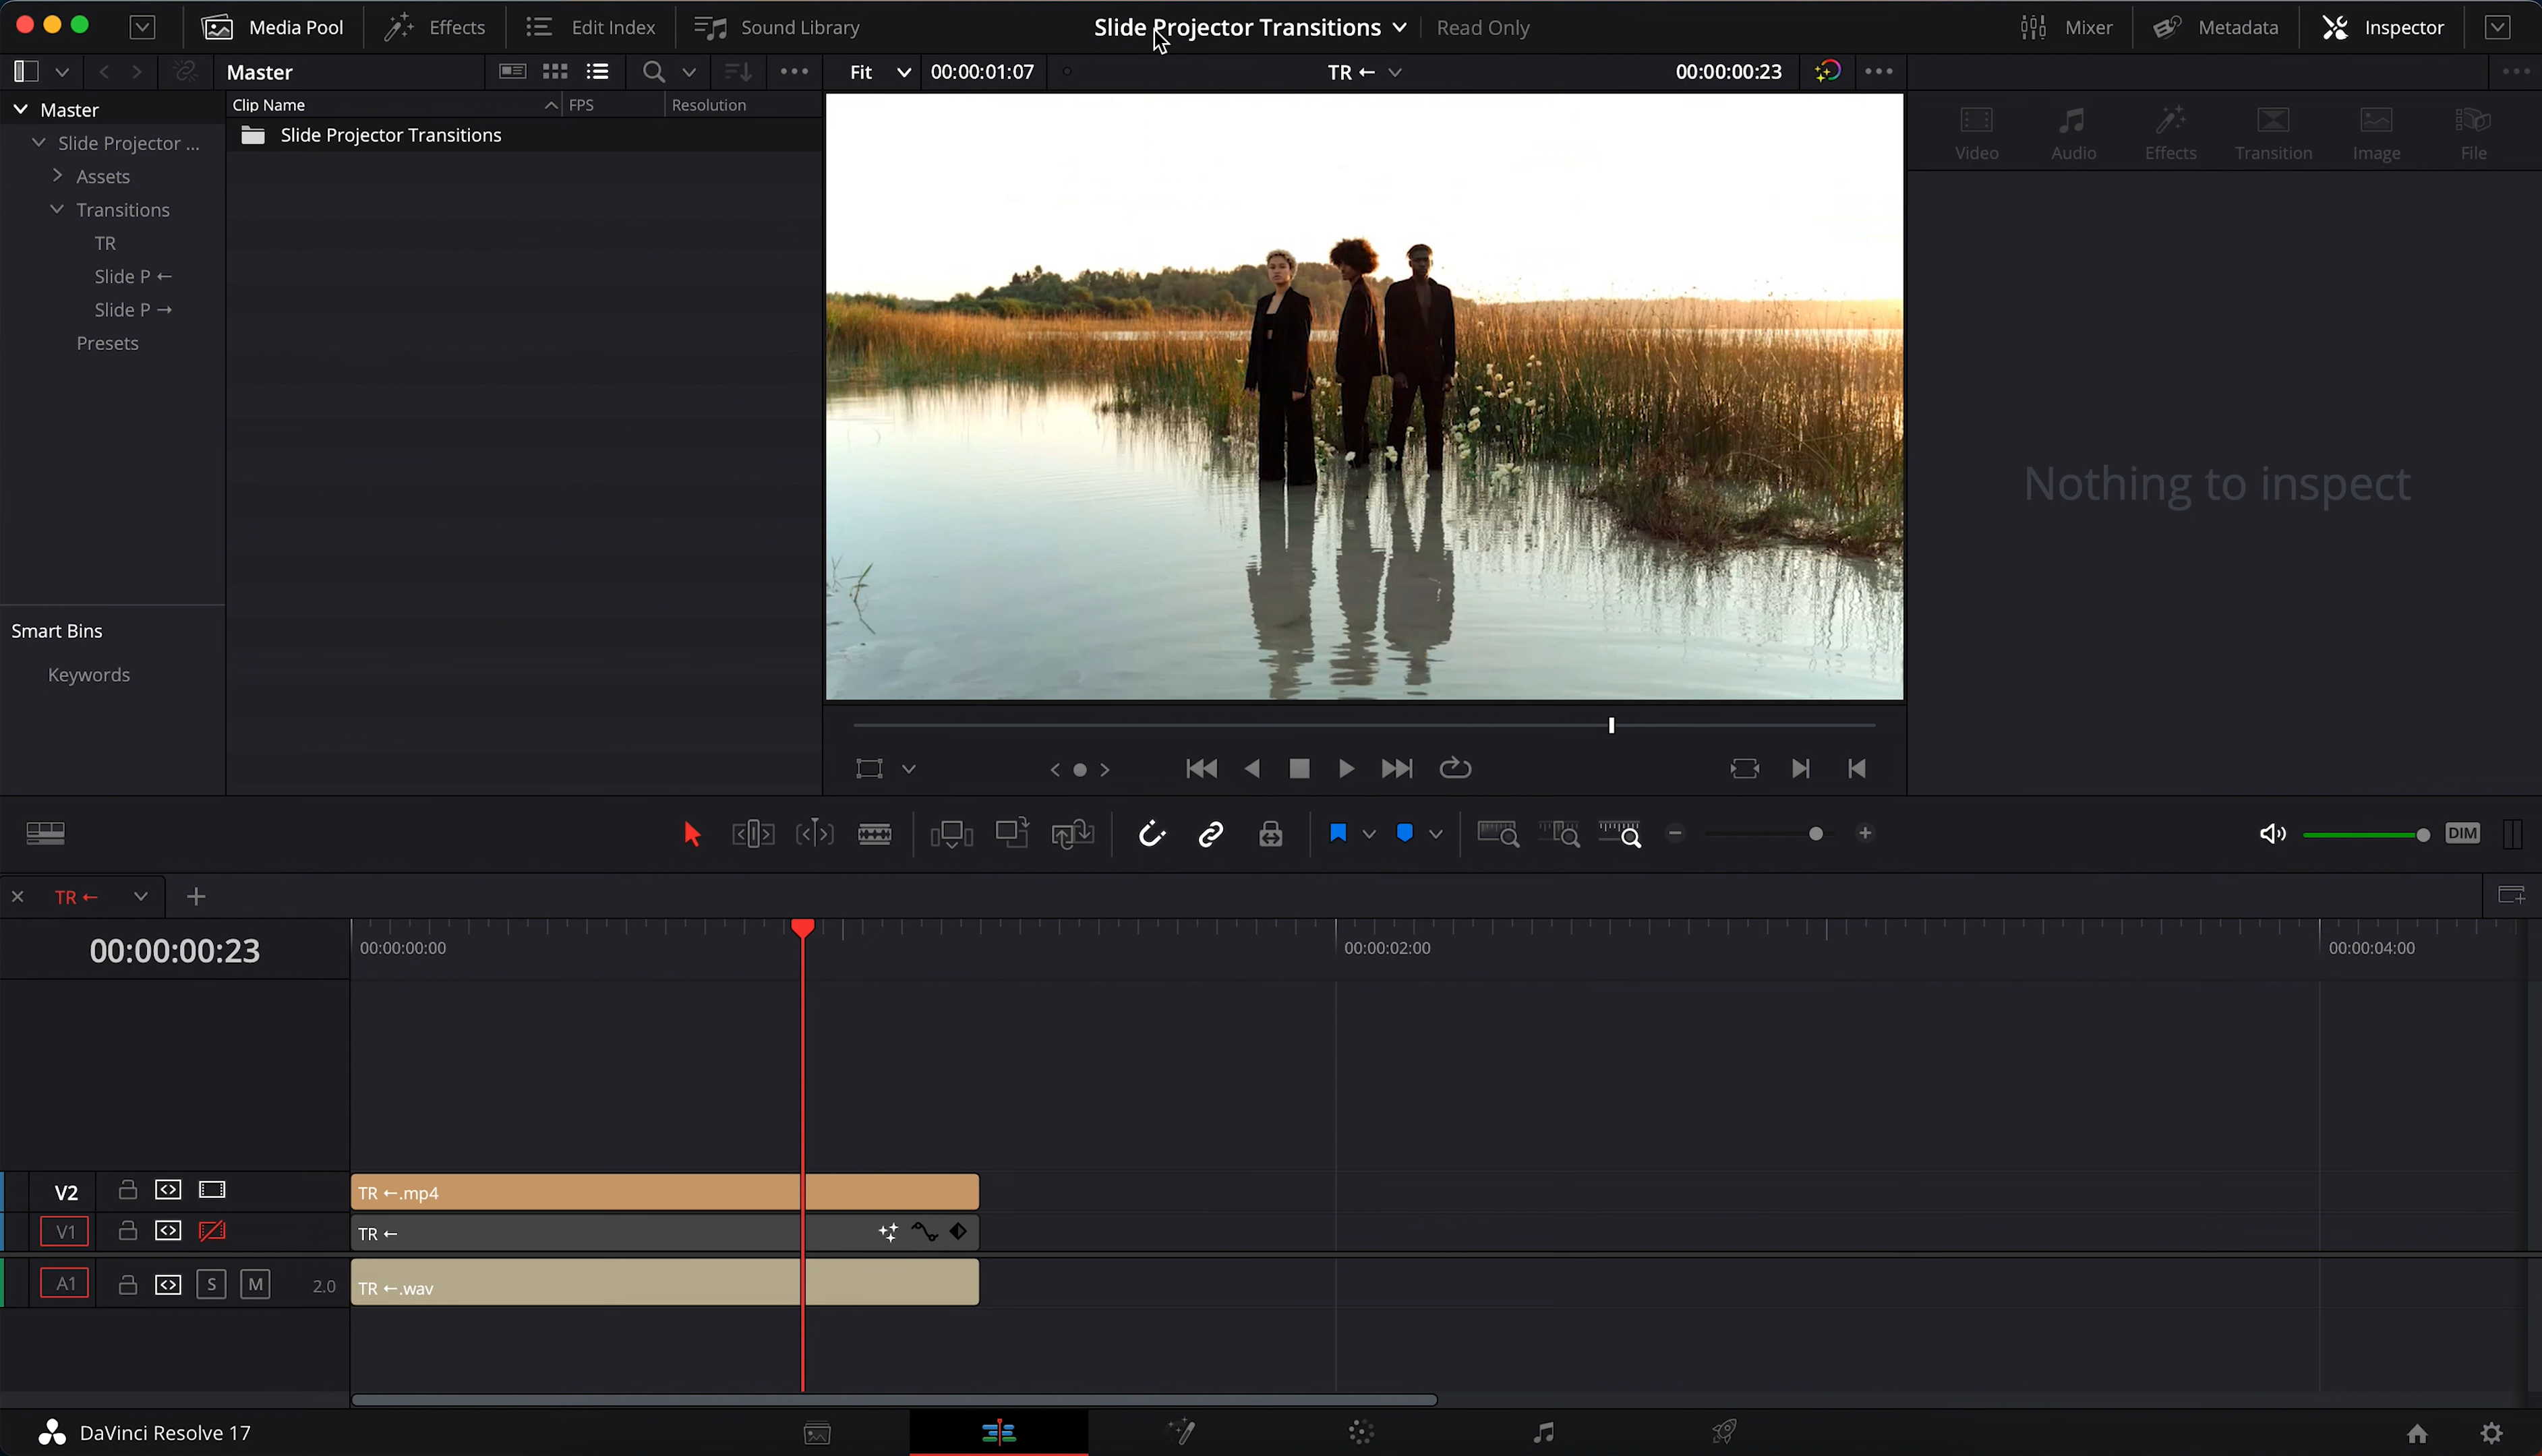 Media Pool
Effects
Edit Index
Sound Library
Slide Projector Transitions
Read Only
Mixer
Metadata
Inspector
Master
Fit
00:00:01:07
TR ←
00:00:00:23
Master
Slide Projector ...
Assets
Transitions
TR
Slide P ←
Slide P →
Presets
Smart Bins
Keywords
Clip Name
FPS
Resolution
Slide Projector Transitions
Video
Audio
Effects
Transition
Image
File
Nothing to inspect
DIM
TR ←
00:00:00:23
00:00:00:00
00:00:02:00
00:00:04:00
V2
TR ←.mp4
V1
TR ←
A1
S
M
2.0
TR ←.wav
DaVinci Resolve 17